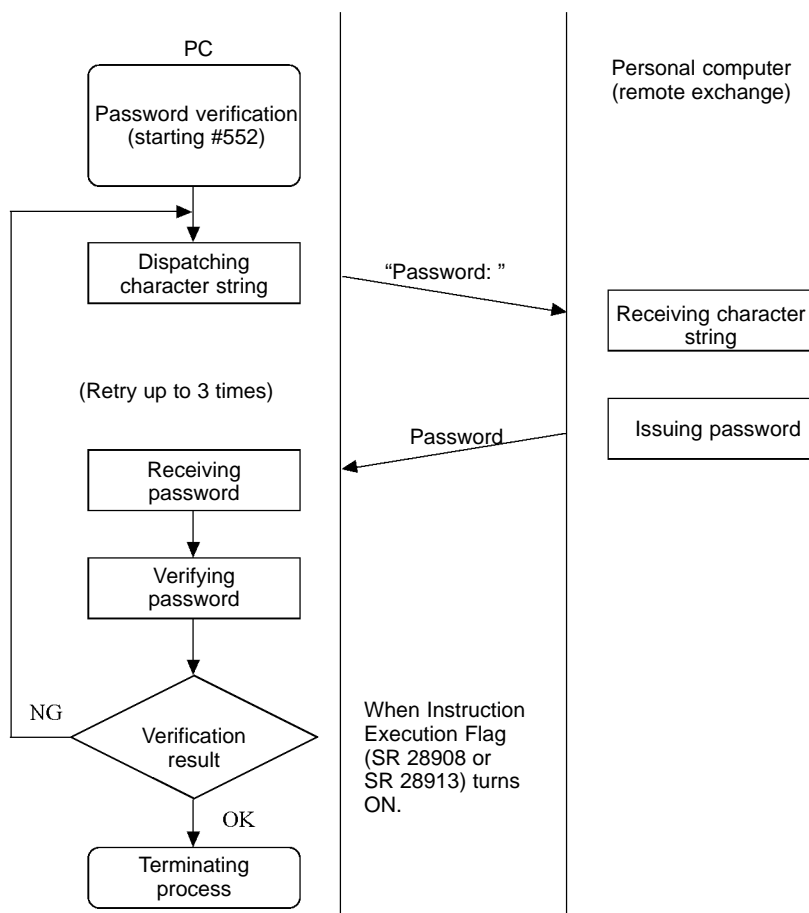 PC
Personal computer
(remote exchange)
Password verification
(starting #552)
Dispatching
character string
“Password: ”
Receiving character
string
(Retry up to 3 times)
Issuing password
Password
Receiving
password
Verifying
password
NG
Verification
result
When Instruction
Execution Flag
(SR 28908 or
SR 28913) turns
ON.
OK
Terminating
process